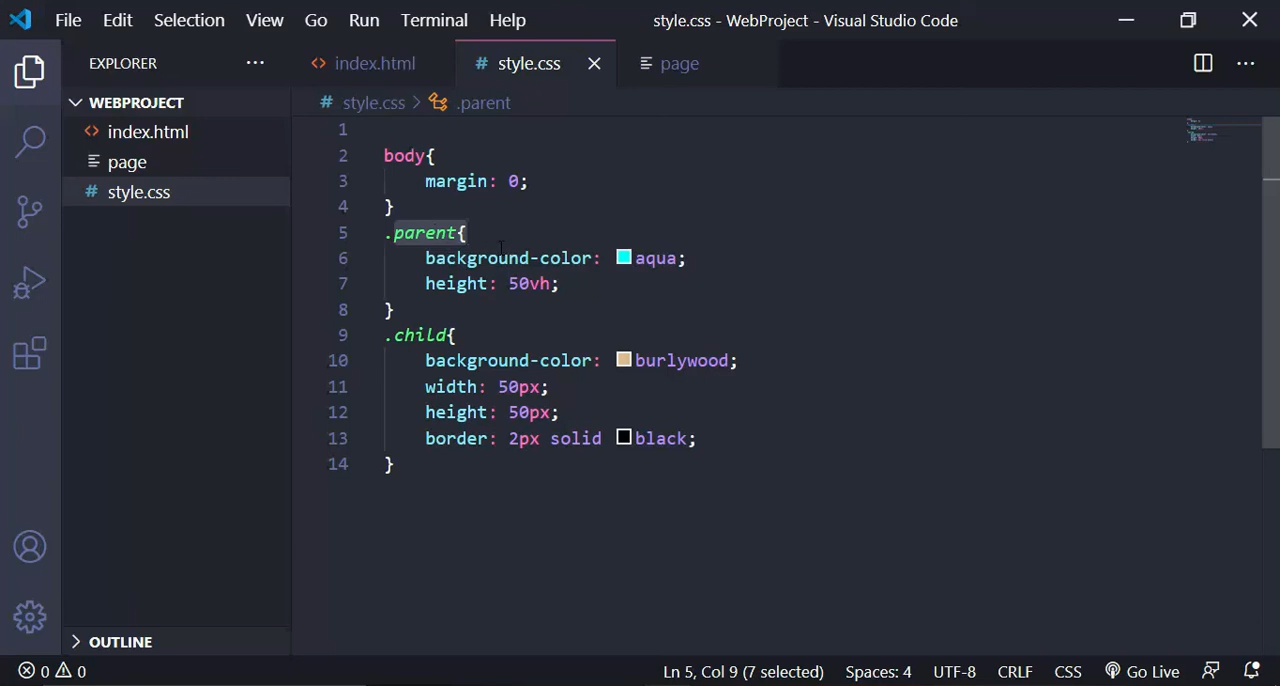 File Edit Selection View Go Run Terminal Help style.css - WebProject - Visual Studio Code
EXPLORER ... <> index.html # style.css page ...
WEBPROJECT
<> index.html
page
# style.css
# style.css > .parent
1
2 body{
3 margin: 0;
4 }
5 .parent{
6 background-color: aqua;
7 height: 50vh;
8 }
9 .child{
10 background-color: burlywood;
11 width: 50px;
12 height: 50px;
13 border: 2px solid black;
14 }
OUTLINE
0 0 Ln 5, Col 9 (7 selected) Spaces: 4 UTF-8 CRLF CSS Go Live